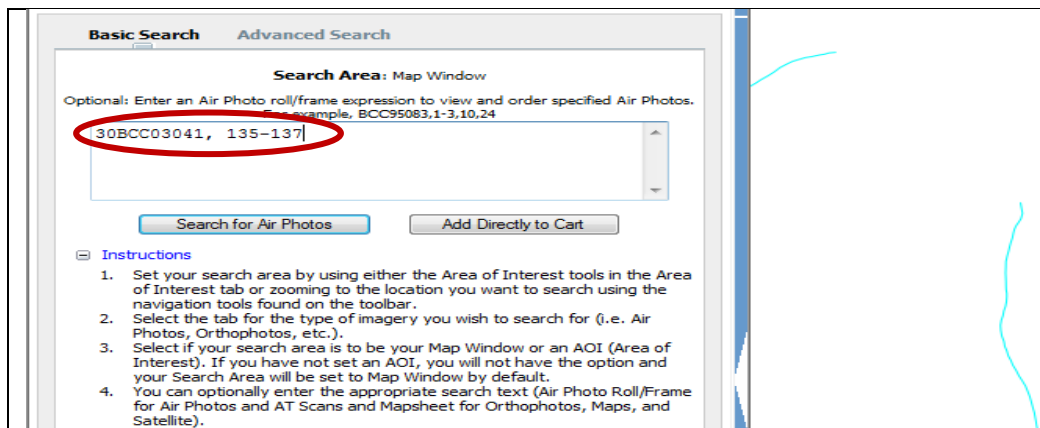 Basic Search Advanced Search
Search Area: Map Window
Optional: Enter an Air Photo roll/frame expression to view and order specified Air Photos.
For example, BCC95083,1-3,10,24
30BCC03041, 135-137
Search for Air Photos Add Directly to Cart
Instructions
1. Set your search area by using either the Area of Interest tools in the Area
of Interest tab or zooming to the location you want to search using the
navigation tools found on the toolbar.
2. Select the tab for the type of imagery you wish to search for (i.e. Air
Photos, Orthophotos, etc.).
3. Select if your search area is to be your Map Window or an AOI (Area of
Interest). If you have not set an AOI, you will not have the option and
your Search Area will be set to Map Window by default.
4. You can optionally enter the appropriate search text (Air Photo Roll/Frame
for Air Photos and AT Scans and Mapsheet for Orthophotos, Maps, and
Satellite).